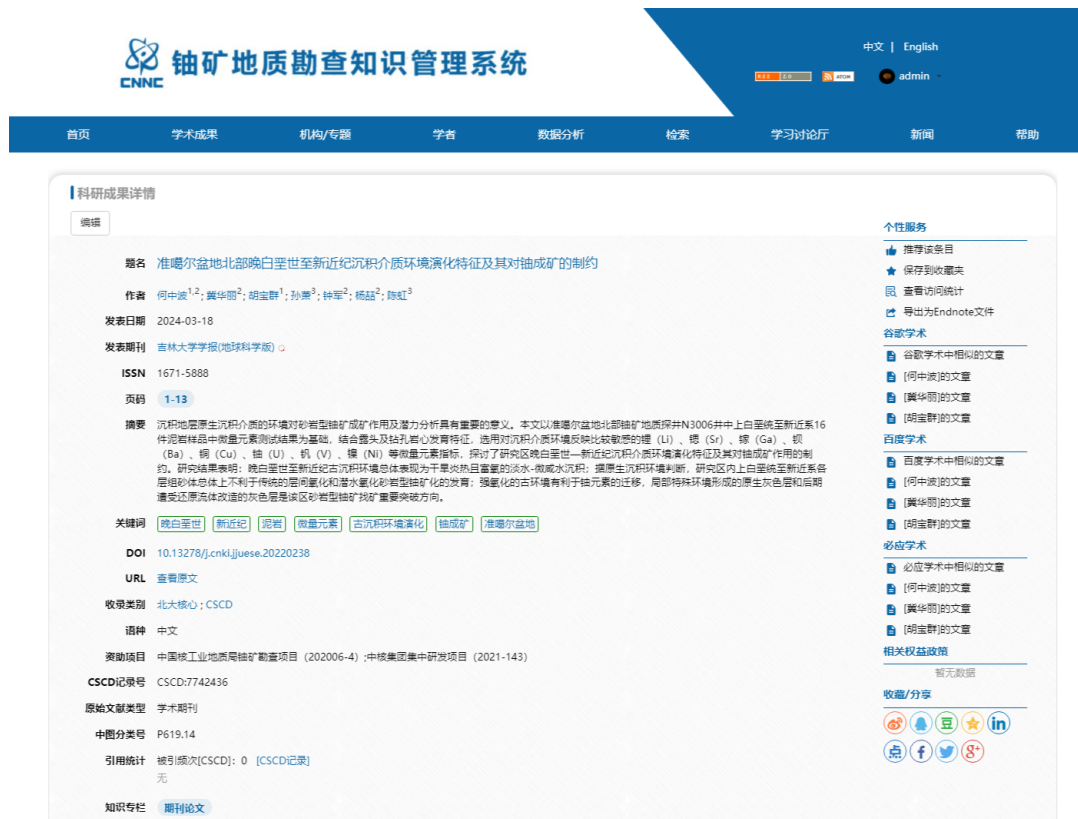 CNNC
铀矿地质勘查知识管理系统
中文 | English
RSS 2.0 ATOM admin
首页 学术成果 机构/专题 学者 数据分析 检索 学习讨论厅 新闻 帮助
科研成果详情
编辑
题名 准噶尔盆地北部晚白垩世至新近纪沉积介质环境演化特征及其对铀成矿的制约
作者 何中波1,2; 冀华丽2; 胡宝群1; 孙萧3; 钟军2; 杨喆2; 陈虹3
发表日期 2024-03-18
发表期刊 吉林大学学报(地球科学版)
ISSN 1671-5888
页码 1-13
摘要 沉积地层原生沉积介质的环境对砂岩型铀矿成矿作用及潜力分析具有重要的意义。本文以准噶尔盆地北部铀矿地质探井N3006井中上白垩统至新近系16
件泥岩样品中微量元素测试结果为基础，结合露头及钻孔岩心发育特征，选用对沉积介质环境反映比较敏感的锂（Li）、锶（Sr）、镓（Ga）、钡
（Ba）、铜（Cu）、铀（U）、钒（V）、镍（Ni）等微量元素指标，探讨了研究区晚白垩世—新近纪沉积介质环境演化特征及其对铀成矿作用的制
约。研究结果表明：晚白垩世至新近纪古沉积环境总体表现为干旱炎热且富氧的淡水-微咸水沉积；据原生沉积环境判断，研究区内上白垩统至新近系各
层组砂体总体上不利于传统的层间氧化和潜水氧化砂岩型铀矿化的发育；强氧化的古环境有利于铀元素的迁移，局部特殊环境形成的原生灰色层和后期
遭受还原流体改造的灰色层是该区砂岩型铀矿找矿重要突破方向。
关键词 晚白垩世 新近纪 泥岩 微量元素 古沉积环境演化 铀成矿 准噶尔盆地
DOI 10.13278/j.cnki.jjuese.20220238
URL 查看原文
收录类别 北大核心 ; CSCD
语种 中文
资助项目 中国核工业地质局铀矿勘查项目（202006-4）;中核集团集中研发项目（2021-143）
CSCD记录号 CSCD:7742436
原始文献类型 学术期刊
中图分类号 P619.14
引用统计 被引频次[CSCD]：0 [CSCD记录]
无
知识专栏 期刊论文
个性服务
推荐该条目
保存到收藏夹
查看访问统计
导出为Endnote文件
谷歌学术
谷歌学术中相似的文章
[何中波]的文章
[冀华丽]的文章
[胡宝群]的文章
百度学术
百度学术中相似的文章
[何中波]的文章
[冀华丽]的文章
[胡宝群]的文章
必应学术
必应学术中相似的文章
[何中波]的文章
[冀华丽]的文章
[胡宝群]的文章
相关权益政策
暂无数据
收藏/分享